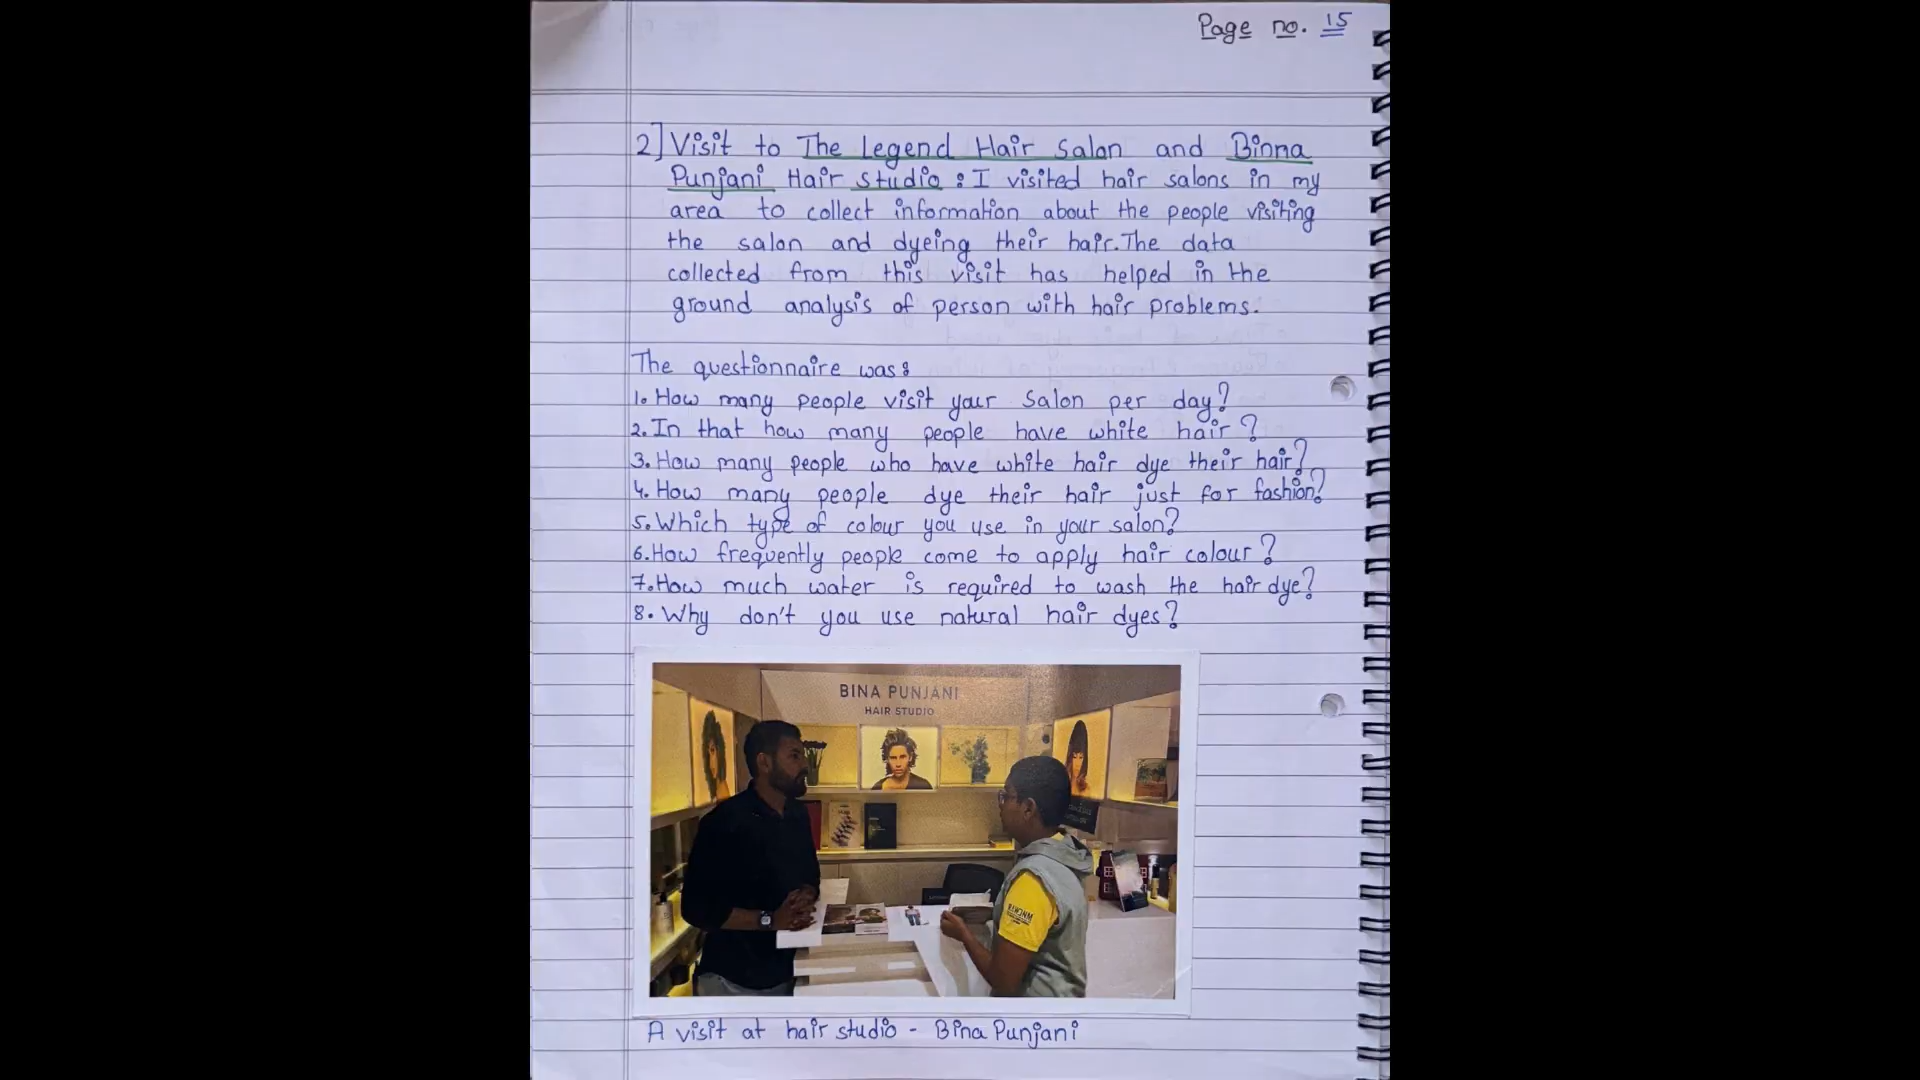 Page no. 15
2] Visit to The Legend Hair Salon and Binna
Punjani Hair Studio : I visited hair salons in my
area to collect information about the people visiting
the salon and dyeing their hair. The data
collected from this visit has helped in the
ground analysis of person with hair problems.
The questionnaire was :
1. How many people visit your Salon per day?
2. In that how many people have white hair ?
3. How many people who have white hair dye their hair?
4. How many people dye their hair just for fashion?
5. Which type of colour you use in your salon?
6. How frequently people come to apply hair colour ?
7. How much water is required to wash the hair dye?
8. Why don't you use natural hair dyes?
BINA PUNJANI
HAIR STUDIO
A visit at hair studio - Bina Punjani